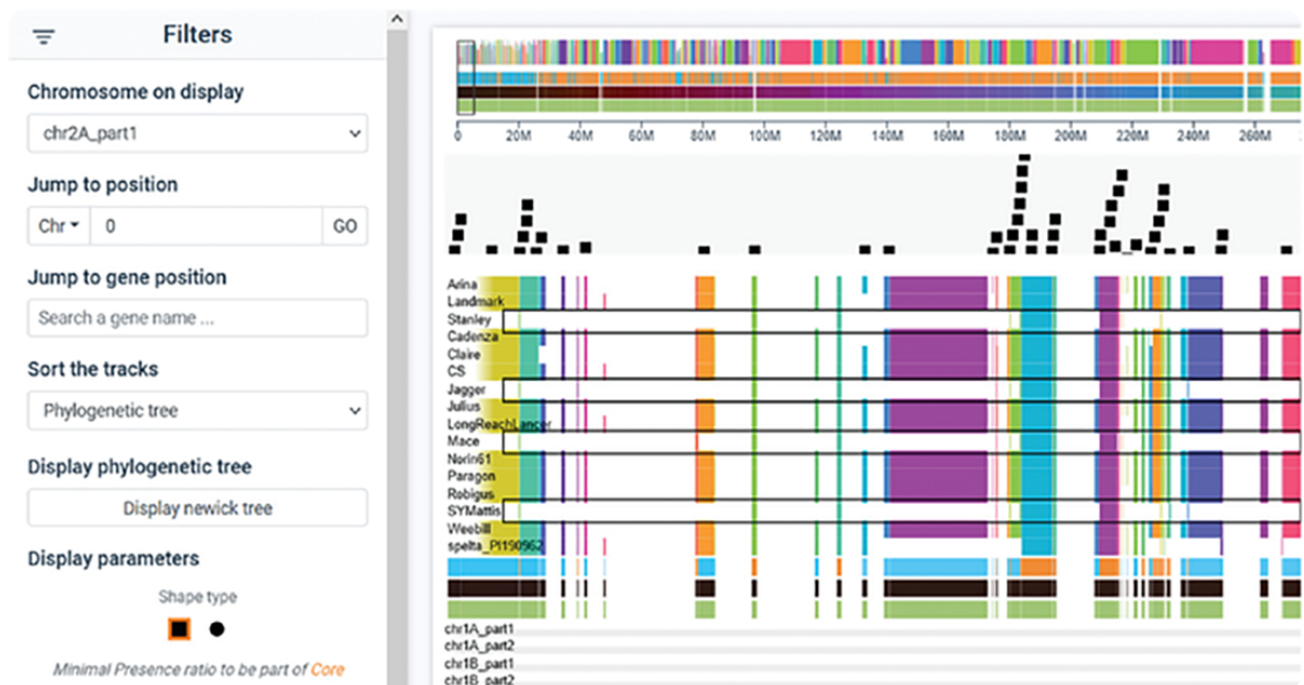 Filters
Chromosome on display
chr2A_part1
Jump to position
Chr 0 GO
Jump to gene position
Search a gene name ...
Sort the tracks
Phylogenetic tree
Display phylogenetic tree
Display newick tree
Display parameters
Shape type
Minimal Presence ratio to be part of Core
0 20M 40M 60M 80M 100M 120M 140M 160M 180M 200M 220M 240M 260M
Arina
Landmark
Stanley
Cadenza
Claire
CS
Jagger
Julius
LongReachLancer
Mace
Norin61
Paragon
Robigus
SYMattis
Weebill
spelta_PI190962
chr1A_part1
chr1A_part2
chr1B_part1
chr1B_part2